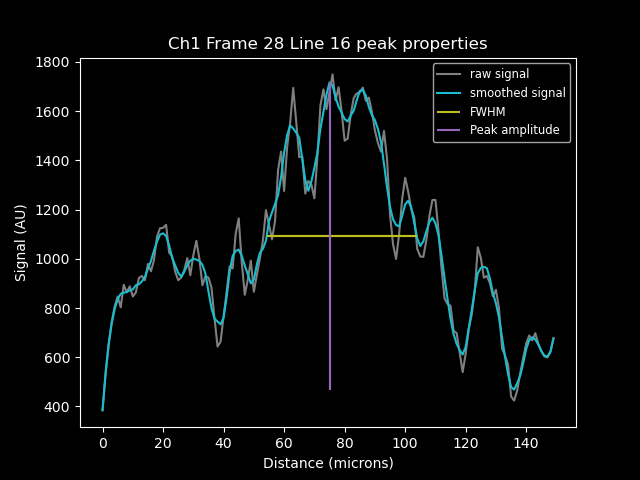 Ch1 Frame 28 Line 16 peak properties
raw signal
smoothed signal
FWHM
Peak amplitude
Signal (AU)
1800
1600
1400
1200
1000
800
600
400
0 20 40 60 80 100 120 140
Distance (microns)